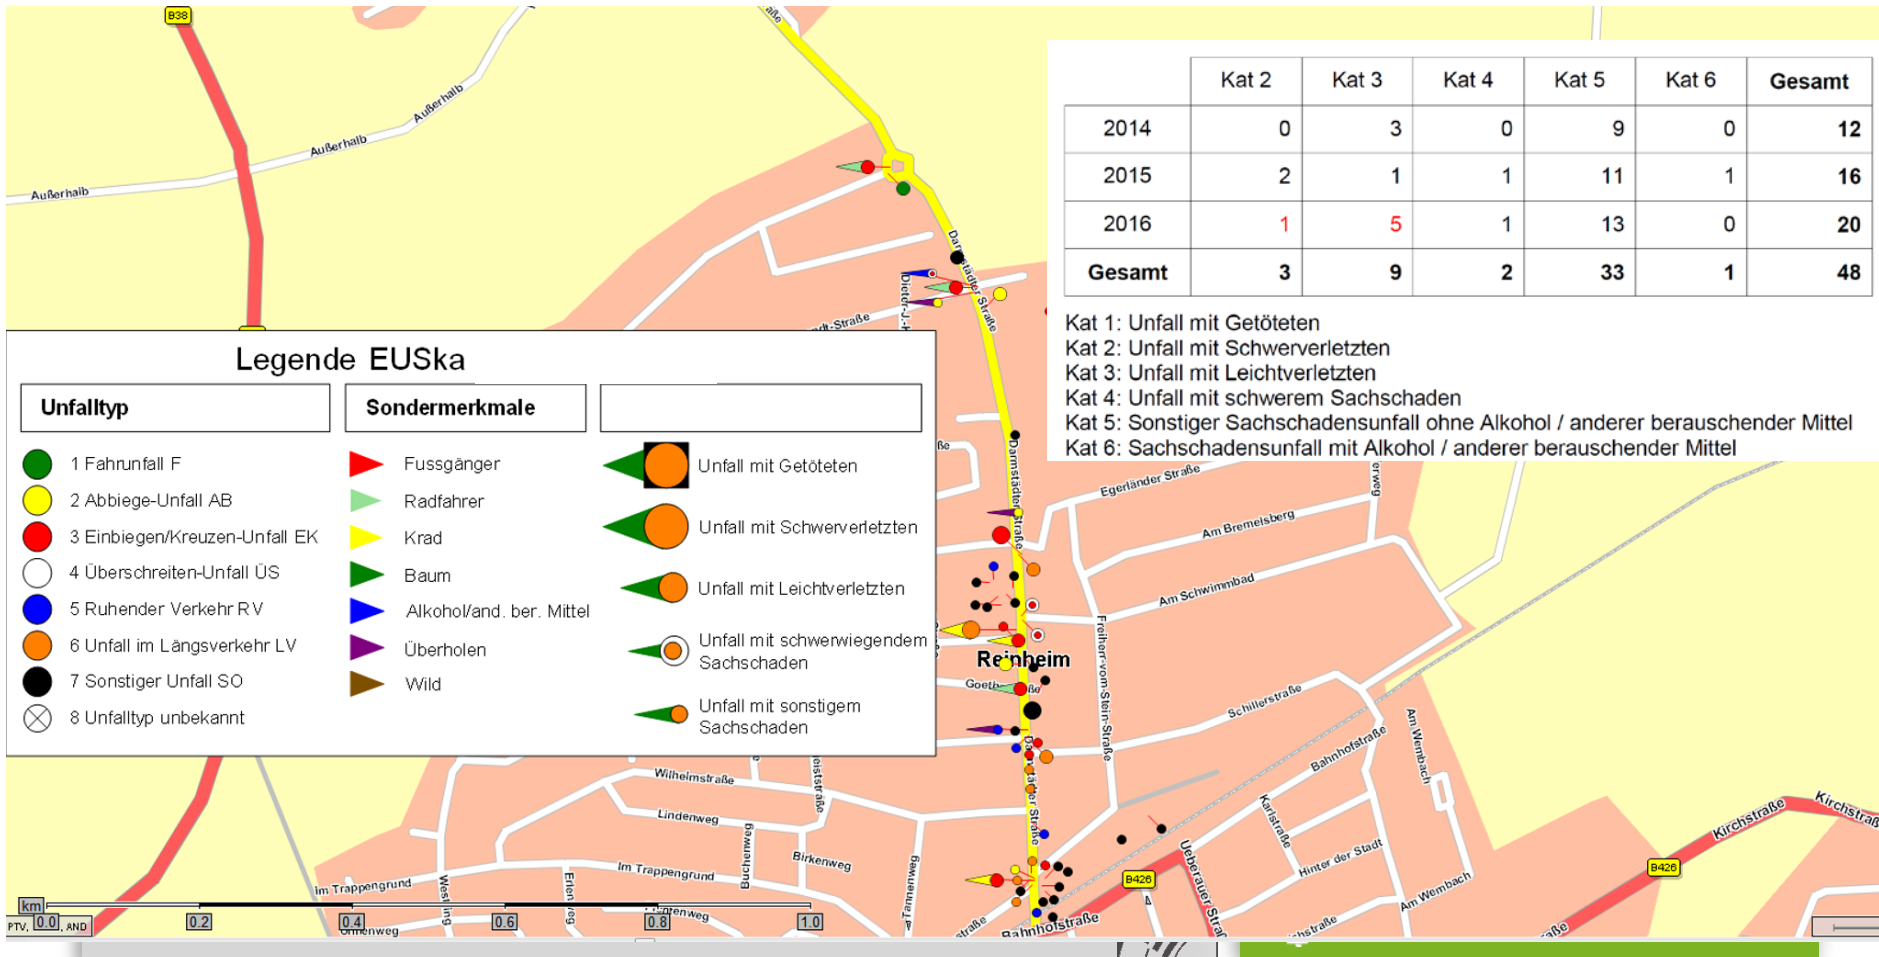 B38
Außerhalb
Außerhalb
Außerhalb
Darmstädter Straße
Kat 2 Kat 3 Kat 4 Kat 5 Kat 6 Gesamt
2014 0 3 0 9 0 12
2015 2 1 1 11 1 16
2016 1 5 1 13 0 20
Gesamt 3 9 2 33 1 48
Kat 1: Unfall mit Getöteten
Kat 2: Unfall mit Schwerverletzten
Kat 3: Unfall mit Leichtverletzten
Kat 4: Unfall mit schwerem Sachschaden
Kat 5: Sonstiger Sachschadensunfall ohne Alkohol / anderer berauschender Mittel
Kat 6: Sachschadensunfall mit Alkohol / anderer berauschender Mittel
Legende EUSka
Unfalltyp
1 Fahrunfall F
2 Abbiege-Unfall AB
3 Einbiegen/Kreuzen-Unfall EK
4 Überschreiten-Unfall ÜS
5 Ruhender Verkehr RV
6 Unfall im Längsverkehr LV
7 Sonstiger Unfall SO
8 Unfalltyp unbekannt
Sondermerkmale
Fussgänger
Radfahrer
Krad
Baum
Alkohol/and. ber. Mittel
Überholen
Wild
Unfall mit Getöteten
Unfall mit Schwerverletzten
Unfall mit Leichtverletzten
Unfall mit schwerwiegendem
Sachschaden
Unfall mit sonstigem
Sachschaden
Darmstädter Straße
Egerländer Straße
Am Bremelsberg
Am Schwimmbad
Freiherr-vom-Stein-Straße
Reinheim
Schillerstraße
Bahnhofstraße
Am Wembach
Darmstädter Straße
Wilhelmstraße
Lindenweg
Buchenweg
Birkenweg
Tannenweg
Im Trappengrund
Im Trappengrund
Erlenweg
Karlstraße
Hinter der Stadt
Am Wembach
Kirchstraße
Kirchstraße
B426
B426
Bahnhofstraße
km
0.0 0.2 0.4 0.6 0.8 1.0
PTV, AND